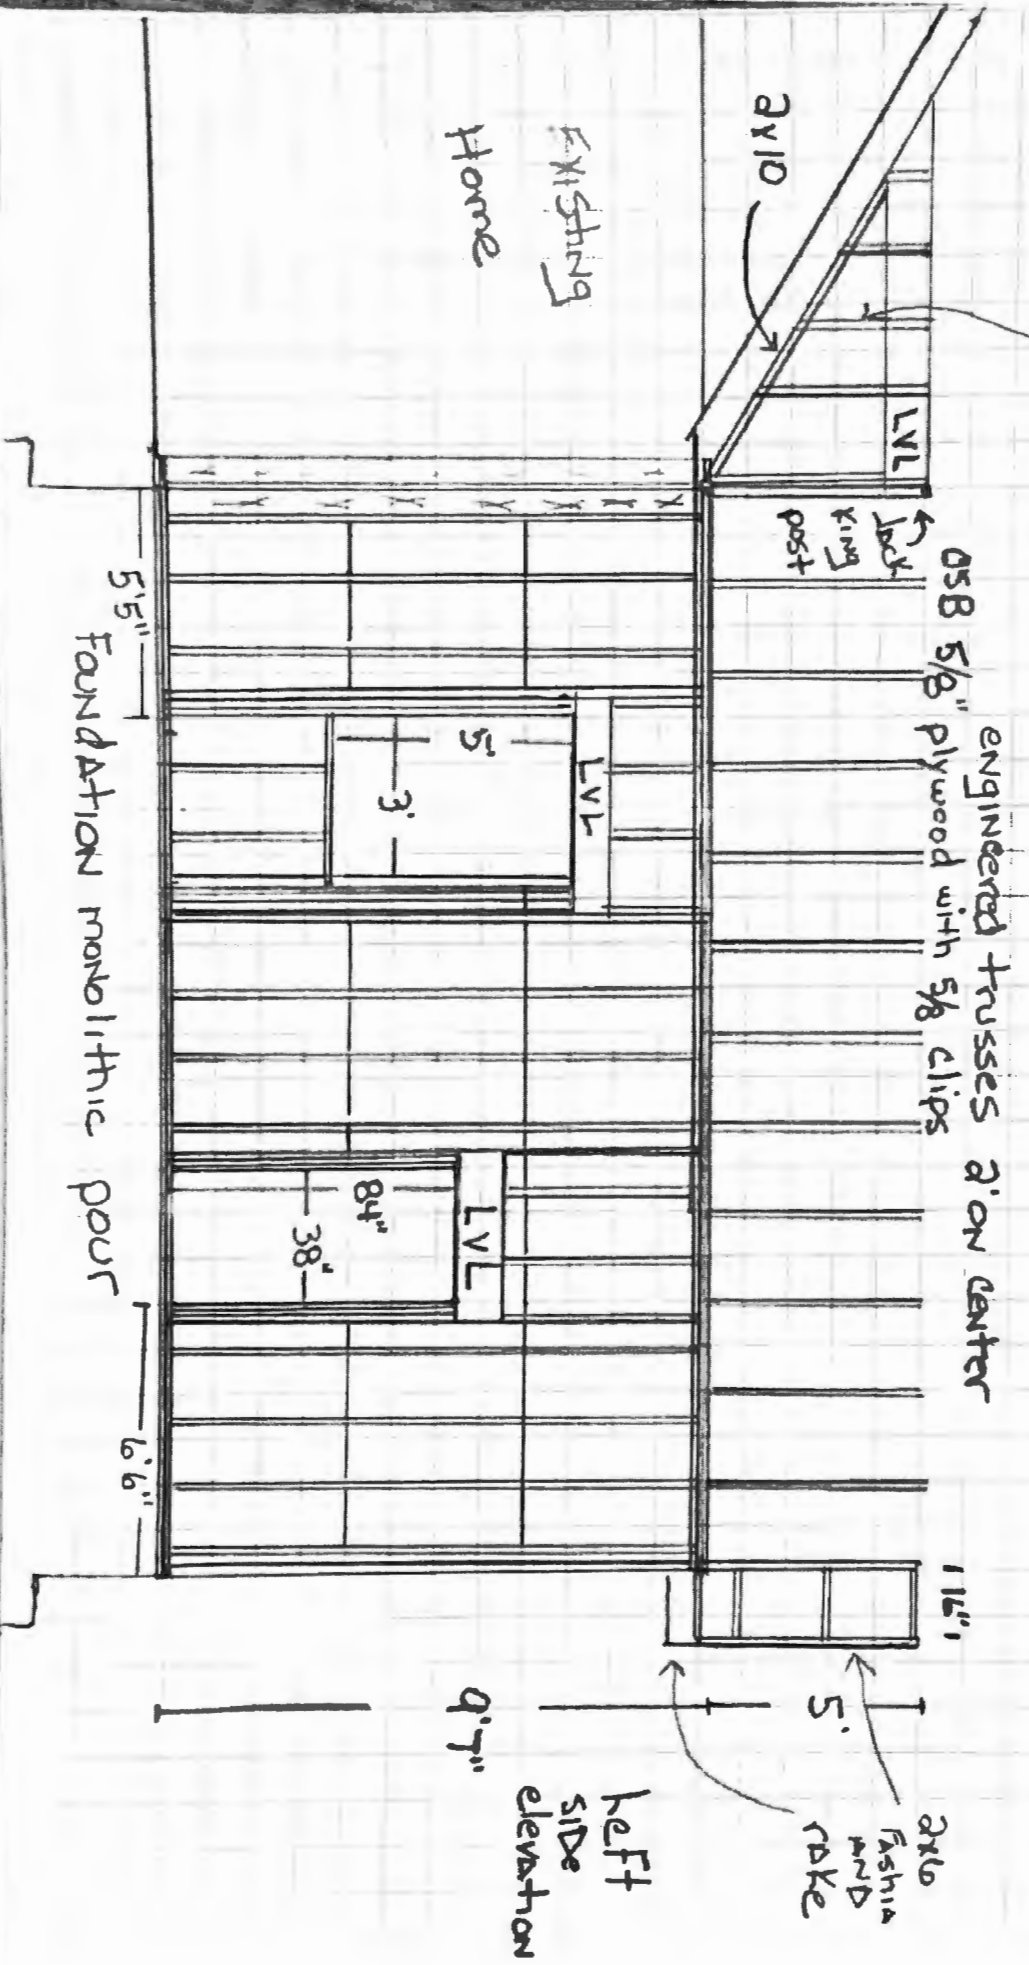 engineered trusses 2' on center
OSB 5/8" plywood with 5/8 clips
116"
2x10
LVL
Jack
King
post
Existing
Home
5'
2x6
Fashia
AND
rake
LVL
5'
3'
LVL
84"
38"
9'7"
Left
SIDE
elevation
5'5"
6'6"
Foundation monolithic pour